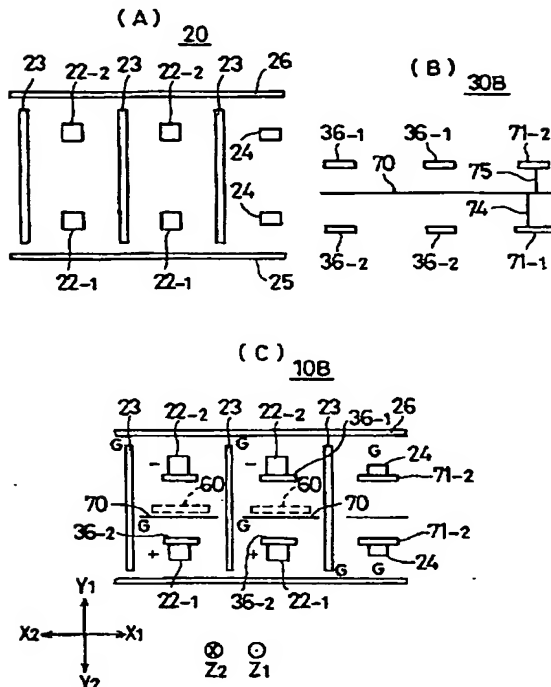 (A)
20
23 22-2 23 22-2 23 26
24
24
22-1 22-1 25
(B)
30B
36-1 36-1 71-2
70 75
74
36-2 36-2 71-1
(C)
10B
23 22-2 23 22-2 23 26
36-1
G G G 24
- -
71-2
60 60
70 G G 70
36-2 71-2
+ + 24
G G
22-1 36-2 22-1
Y1
X2 X1
Y2
Z2 Z1